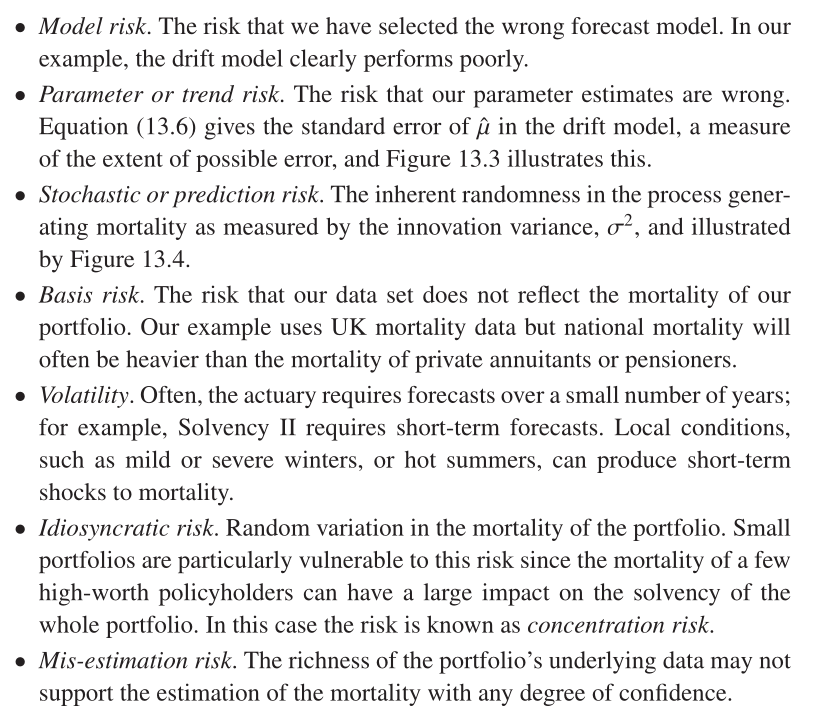 • Model risk. The risk that we have selected the wrong forecast model. In our
example, the drift model clearly performs poorly.
• Parameter or trend risk. The risk that our parameter estimates are wrong.
Equation (13.6) gives the standard error of μ̂ in the drift model, a measure
of the extent of possible error, and Figure 13.3 illustrates this.
• Stochastic or prediction risk. The inherent randomness in the process gener-
ating mortality as measured by the innovation variance, σ², and illustrated
by Figure 13.4.
• Basis risk. The risk that our data set does not reflect the mortality of our
portfolio. Our example uses UK mortality data but national mortality will
often be heavier than the mortality of private annuitants or pensioners.
• Volatility. Often, the actuary requires forecasts over a small number of years;
for example, Solvency II requires short-term forecasts. Local conditions,
such as mild or severe winters, or hot summers, can produce short-term
shocks to mortality.
• Idiosyncratic risk. Random variation in the mortality of the portfolio. Small
portfolios are particularly vulnerable to this risk since the mortality of a few
high-worth policyholders can have a large impact on the solvency of the
whole portfolio. In this case the risk is known as concentration risk.
• Mis-estimation risk. The richness of the portfolio's underlying data may not
support the estimation of the mortality with any degree of confidence.